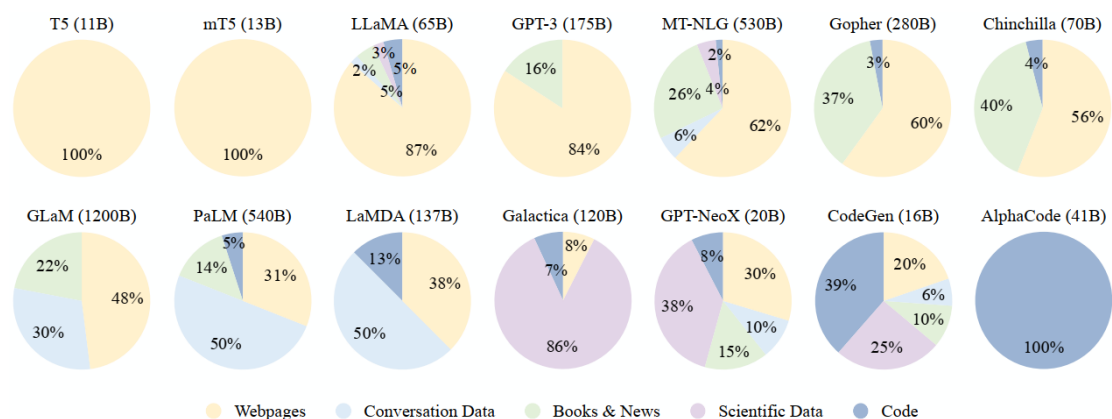 T5 (11B) mT5 (13B) LLaMA (65B) GPT-3 (175B) MT-NLG (530B) Gopher (280B) Chinchilla (70B)
100%
100%
3% 5% 2% 5% 87%
16% 84%
2% 4% 26% 6% 62%
3% 37% 60%
4% 40% 56%
GLaM (1200B) PaLM (540B) LaMDA (137B) Galactica (120B) GPT-NeoX (20B) CodeGen (16B) AlphaCode (41B)
22% 48% 30%
5% 14% 31% 50%
13% 38% 50%
8% 7% 86%
8% 30% 38% 10% 15%
20% 39% 6% 10% 25%
100%
Webpages Conversation Data Books & News Scientific Data Code